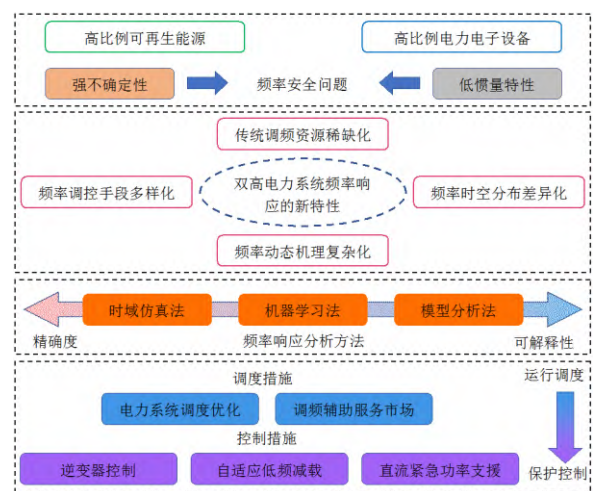 高比例可再生能源
高比例电力电子设备
强不确定性
频率安全问题
低惯量特性
传统调频资源稀缺化
频率调控手段多样化
双高电力系统频率响
应的新特性
频率时空分布差异化
频率动态机理复杂化
时域仿真法
机器学习法
模型分析法
精确度
频率响应分析方法
可解释性
调度措施
运行调度
电力系统调度优化
调频辅助服务市场
控制措施
逆变器控制
自适应低频减载
直流紧急功率支援
保护控制